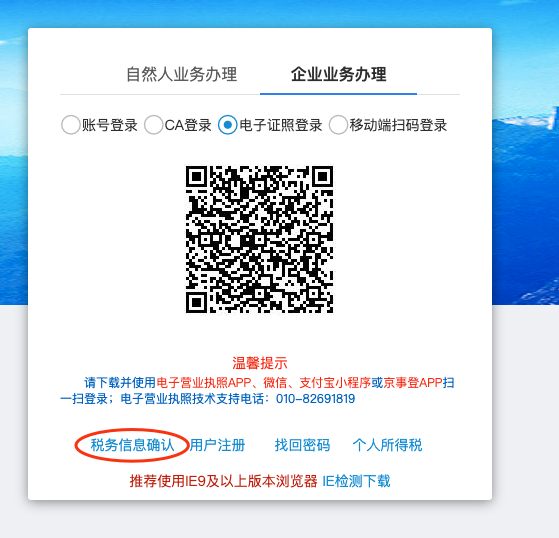 自然人业务办理 企业业务办理
账号登录 CA登录 电子证照登录 移动端扫码登录
温馨提示
请下载并使用电子营业执照APP、微信、支付宝小程序或京事登APP扫
一扫登录；电子营业执照技术支持电话：010-82691819
税务信息确认 用户注册 找回密码 个人所得税
推荐使用IE9及以上版本浏览器 IE检测下载